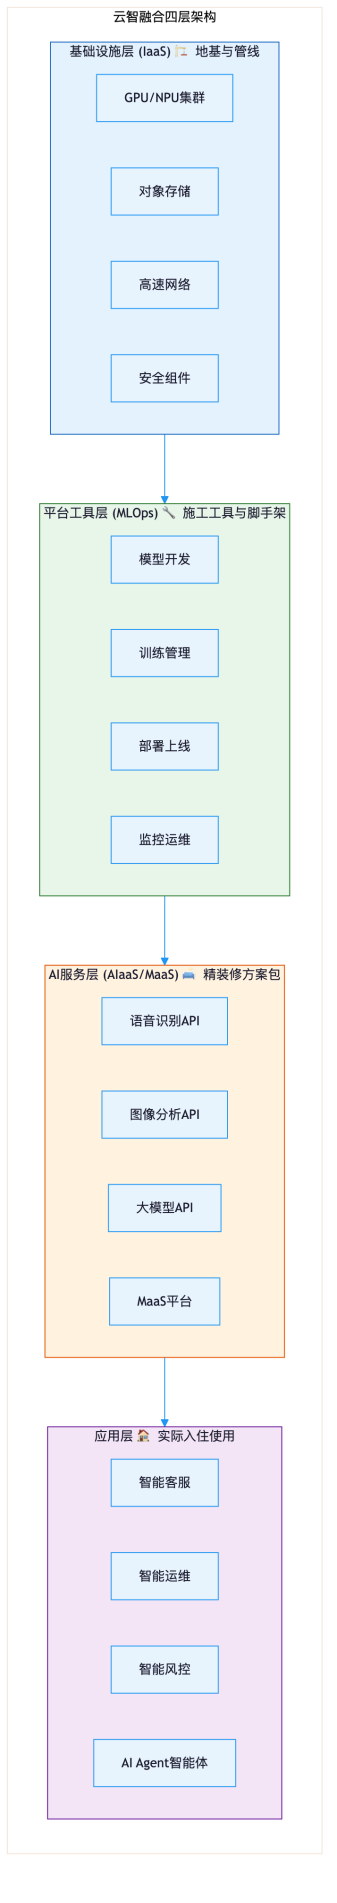 云智融合四层架构
基础设施层 (IaaS) 🏗️ 地基与管线
GPU/NPU集群
对象存储
高速网络
安全组件
平台工具层 (MLOps) 🔧 施工工具与脚手架
模型开发
训练管理
部署上线
监控运维
AI服务层 (AIaaS/MaaS) 🛋️ 精装修方案包
语音识别API
图像分析API
大模型API
MaaS平台
应用层 🏠 实际入住使用
智能客服
智能运维
智能风控
AI Agent智能体